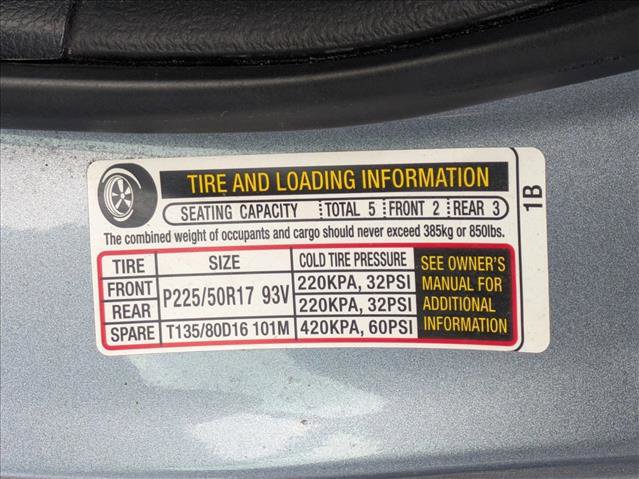 TIRE AND LOADING INFORMATION
SEATING CAPACITY TOTAL 5 FRONT 2 REAR 3
The combined weight of occupants and cargo should never exceed 385kg or 850lbs.
TIRE SIZE COLD TIRE PRESSURE
FRONT P225/50R17 93V 220KPA, 32PSI
REAR 220KPA, 32PSI
SPARE T135/80D16 101M 420KPA, 60PSI
SEE OWNER'S
MANUAL FOR
ADDITIONAL
INFORMATION
1B